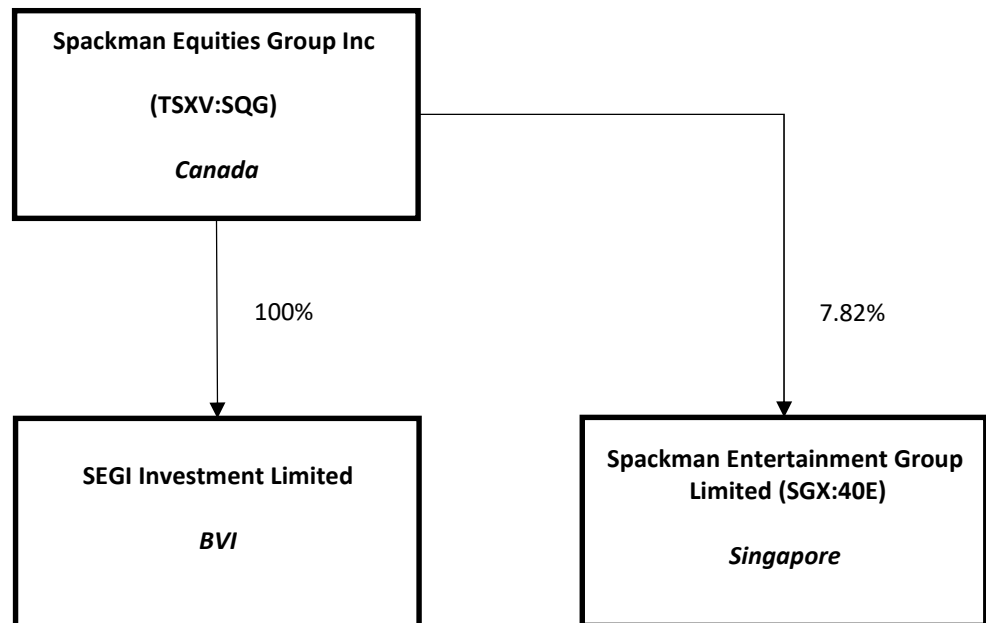 Spackman Equities Group Inc
(TSXV:SQG)
Canada
100%
7.82%
SEGI Investment Limited
BVI
Spackman Entertainment Group
Limited (SGX:40E)
Singapore